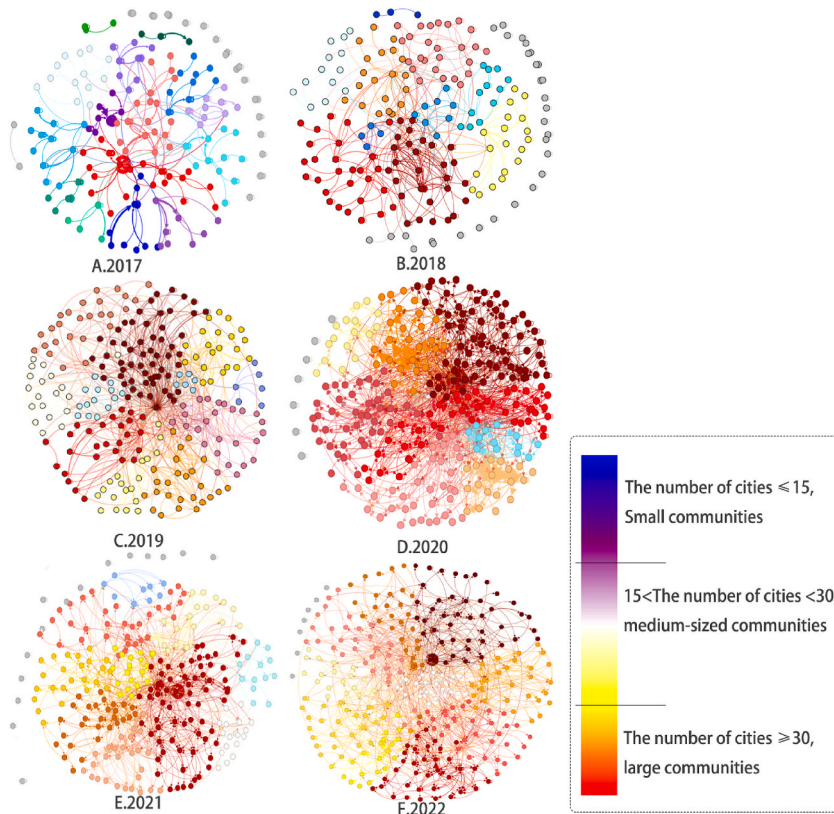 A.2017
B.2018
C.2019
D.2020
E.2021
F.2022
The number of cities ≤15,
Small communities
15<The number of cities <30
medium-sized communities
The number of cities ≥30,
large communities